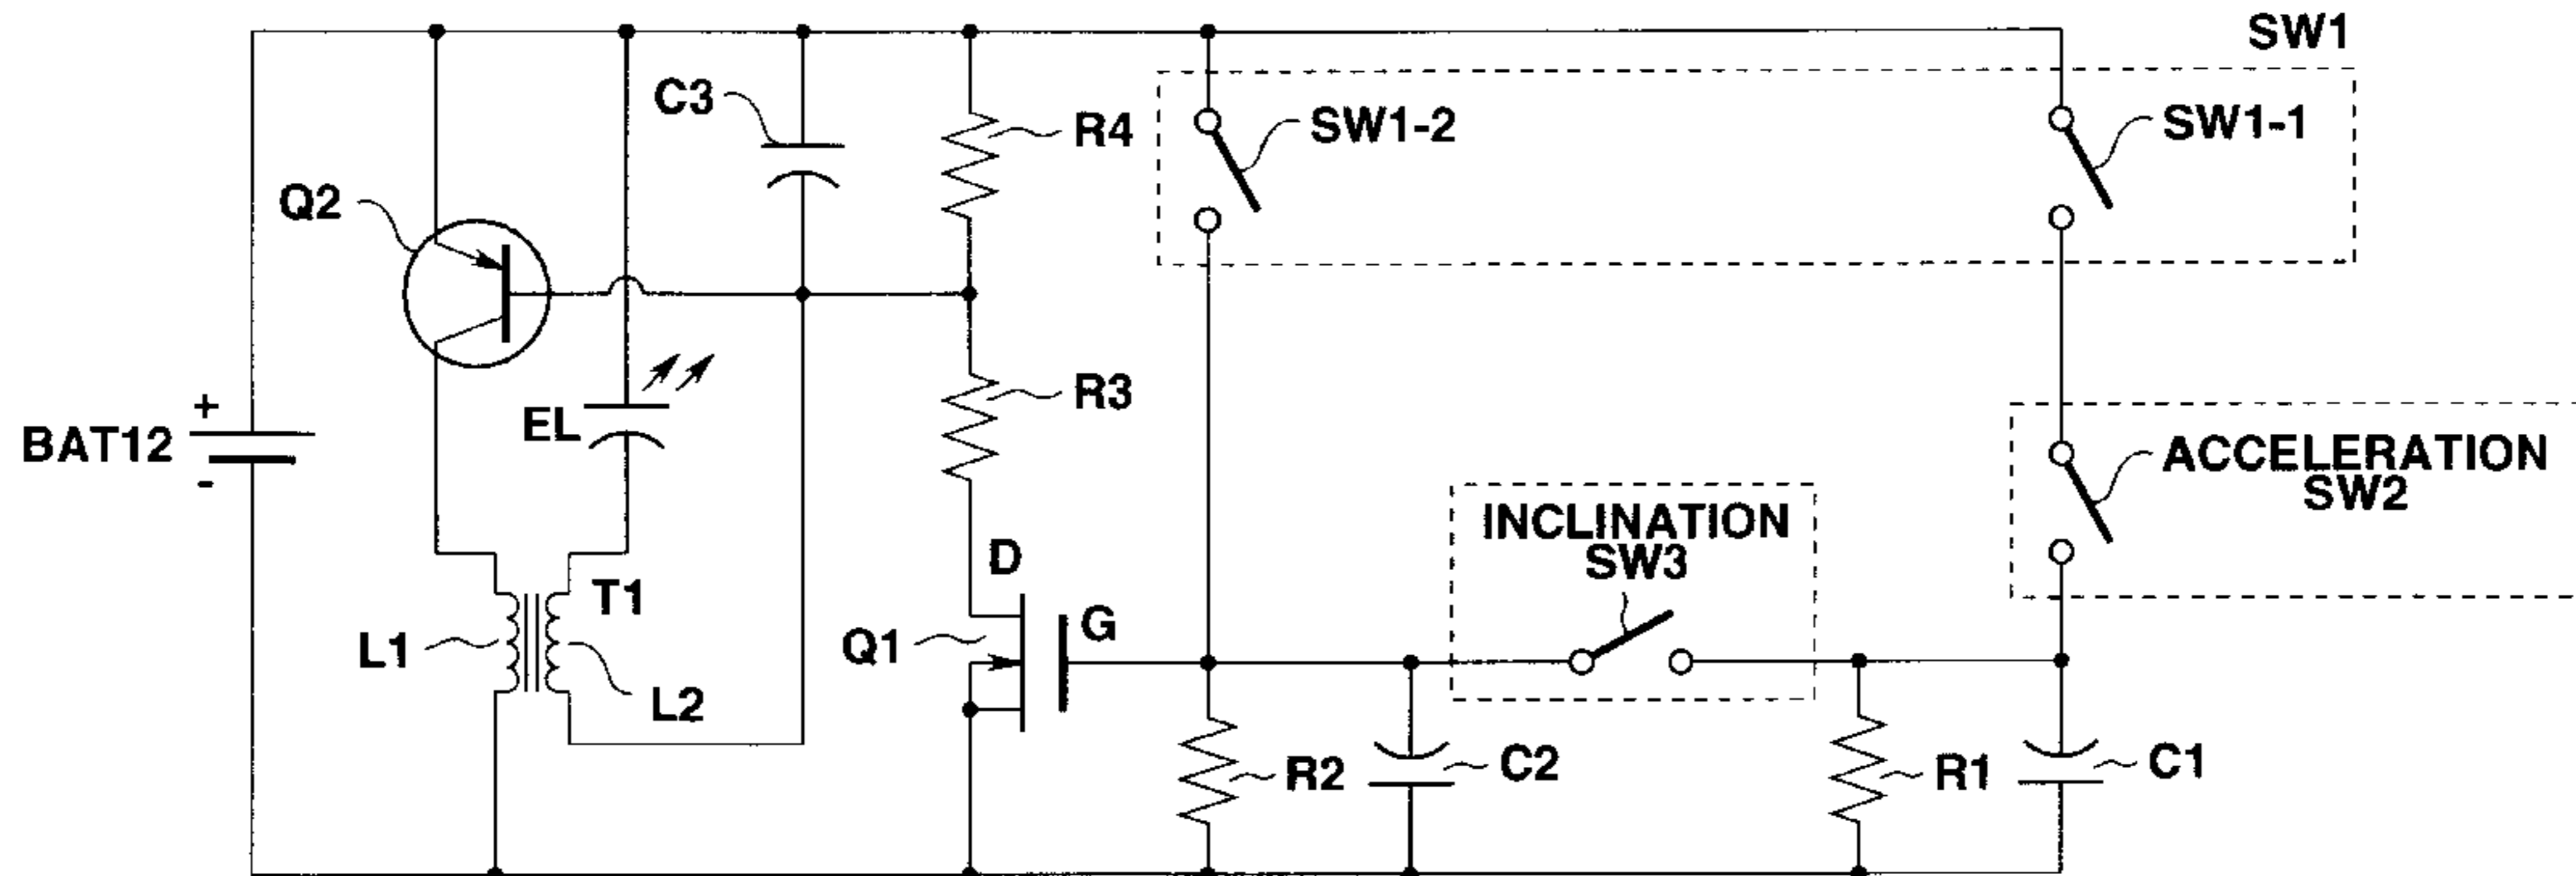 SW1
C3
R4
SW1-2
SW1-1
Q2
R3
+
BAT12
-
EL
ACCELERATION
SW2
INCLINATION
SW3
D
T1
G
L1
Q1
L2
R2
C2
R1
C1